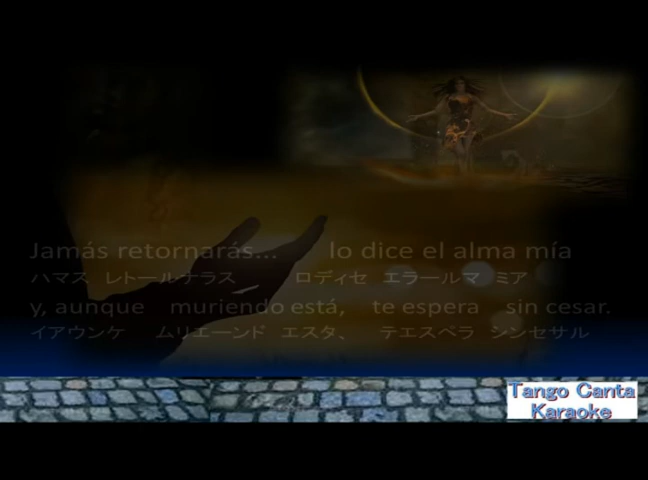 Jamás retornarás... lo dice el alma mía
ハマス レトールナラス ロディセ エラールマ ミア
y, aunque muriendo está, te espera sin cesar.
イアウンケ ムリエーンド エスタ、 テエスペラ シンセサル
Tango Canta
Karaoke